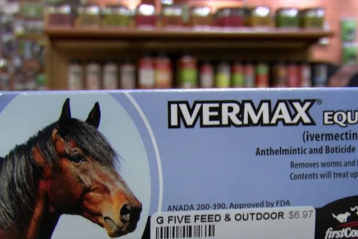 IVERMAX® EQU
(ivermectin
Anthelmintic and Boticide
Removes worms and
Contents will treat up
ANADA 200-390, Approved by FDA
G FIVE FEED & OUTDOOR $6.97
firstCo